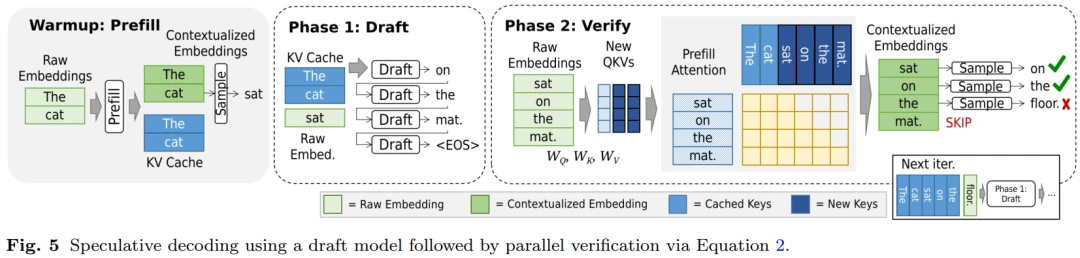 Warmup: Prefill
Raw
Embeddings
The
cat
Prefill
Contextualized
Embeddings
The
cat
The
cat
KV Cache
Sample
sat
Phase 1: Draft
KV Cache
The
cat
sat
Raw
Embed.
Draft
on
Draft
the
Draft
mat.
Draft
<EOS>
Phase 2: Verify
Raw
Embeddings
sat
on
the
mat.
New
QKVs
W_Q, W_K, W_V
Prefill
Attention
The
cat
sat
on
the
mat.
sat
on
the
mat.
Contextualized
Embeddings
sat
on
the
mat.
Sample
on
Sample
the
Sample
floor.
SKIP
Next iter.
The
cat
sat
on
the
floor.
Phase 1:
Draft
...
= Raw Embedding
= Contextualized Embedding
= Cached Keys
= New Keys
Fig. 5 Speculative decoding using a draft model followed by parallel verification via Equation 2.